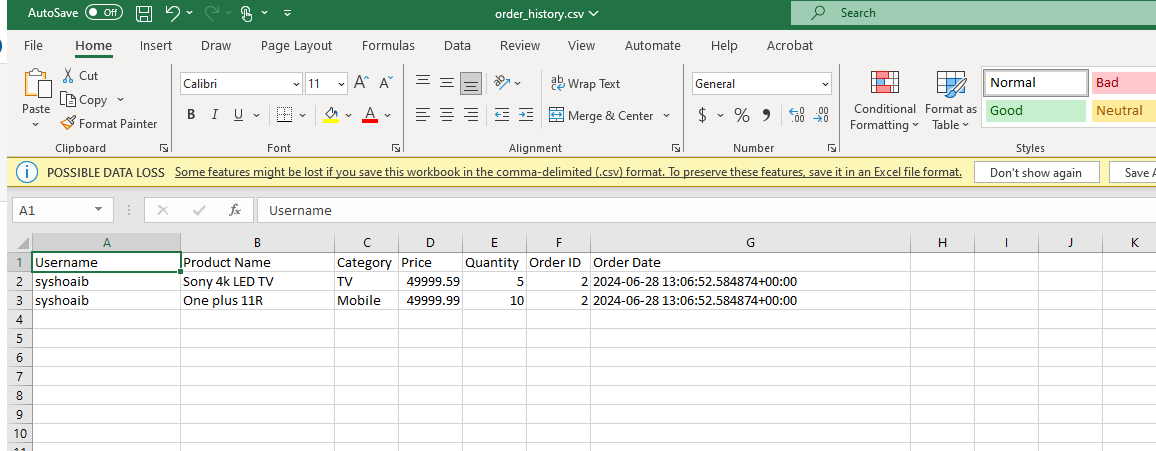 AutoSave Off order_history.csv Search
File Home Insert Draw Page Layout Formulas Data Review View Automate Help Acrobat
Paste Cut Copy Format Painter
Calibri 11 A A
B I U A
ab Wrap Text
Merge & Center
General
$ % 9 .00 .00
Conditional Formatting Format as Table
Normal Bad
Good Neutral
Clipboard Font Alignment Number Styles
POSSIBLE DATA LOSS Some features might be lost if you save this workbook in the comma-delimited (.csv) format. To preserve these features, save it in an Excel file format. Don't show again Save A
A1 fx Username
A B C D E F G H I J K
1 Username Product Name Category Price Quantity Order ID Order Date
2 syshoaib Sony 4k LED TV TV 49999.59 5 2 2024-06-28 13:06:52.584874+00:00
3 syshoaib One plus 11R Mobile 49999.99 10 2 2024-06-28 13:06:52.584874+00:00
4
5
6
7
8
9
10